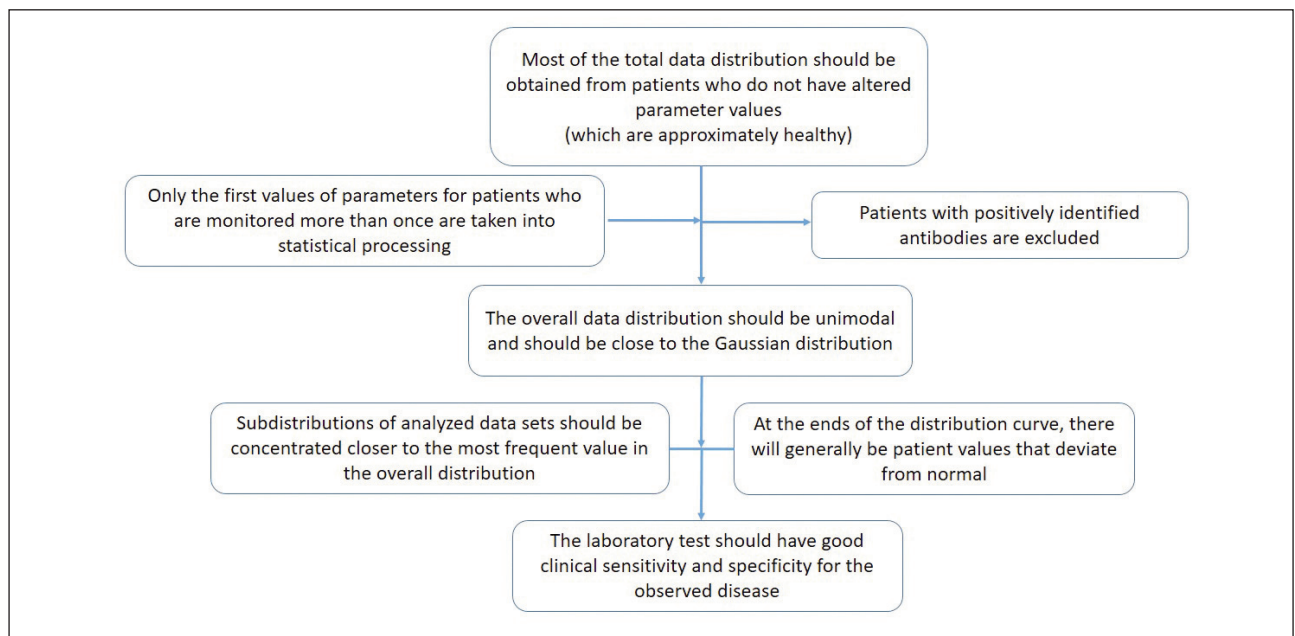 Most of the total data distribution should be
obtained from patients who do not have altered
parameter values
(which are approximately healthy)
Only the first values of parameters for patients who
are monitored more than once are taken into
statistical processing
Patients with positively identified
antibodies are excluded
The overall data distribution should be unimodal
and should be close to the Gaussian distribution
Subdistributions of analyzed data sets should be
concentrated closer to the most frequent value in
the overall distribution
At the ends of the distribution curve, there
will generally be patient values that deviate
from normal
The laboratory test should have good
clinical sensitivity and specificity for the
observed disease